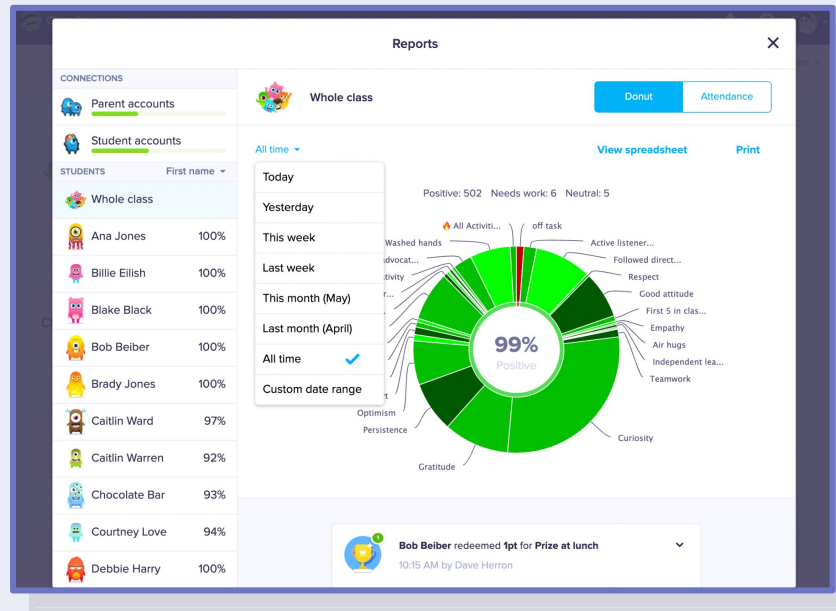 Reports
CONNECTIONS
Parent accounts
Student accounts
STUDENTS First name
Whole class
Ana Jones 100%
Billie Eilish 100%
Blake Black 100%
Bob Beiber 100%
Brady Jones 100%
Caitlin Ward 97%
Caitlin Warren 92%
Chocolate Bar 93%
Courtney Love 94%
Debbie Harry 100%
Whole class
Donut Attendance
All time
View spreadsheet Print
Today
Yesterday
This week
Last week
This month (May)
Last month (April)
All time
Custom date range
Positive: 502 Needs work: 6 Neutral: 5
All Activiti... off task
Washed hands Active listener...
Followed direct...
Respect
Good attitude
First 5 in clas...
Empathy
Air hugs
Independent lea...
Teamwork
Curiosity
Gratitude
Persistence
Optimism
99%
Positive
1
Bob Beiber redeemed 1pt for Prize at lunch
10:15 AM by Dave Herron